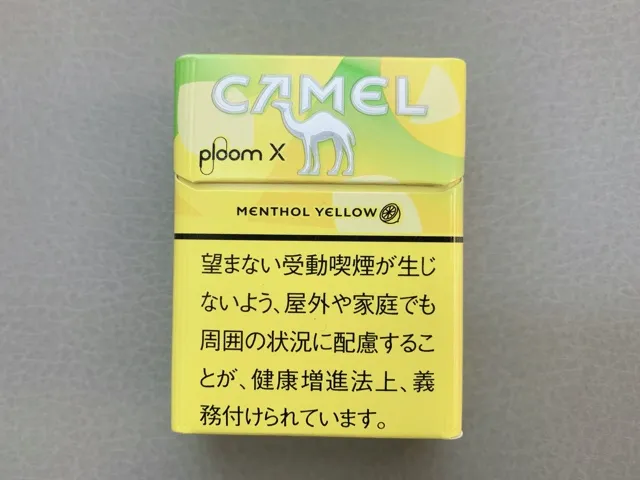 CAMEL
ploom X
MENTHOL YELLOW
望まない受動喫煙が生じ
ないよう、屋外や家庭でも
周囲の状況に配慮するこ
とが、健康増進法上、義
務付けられています。